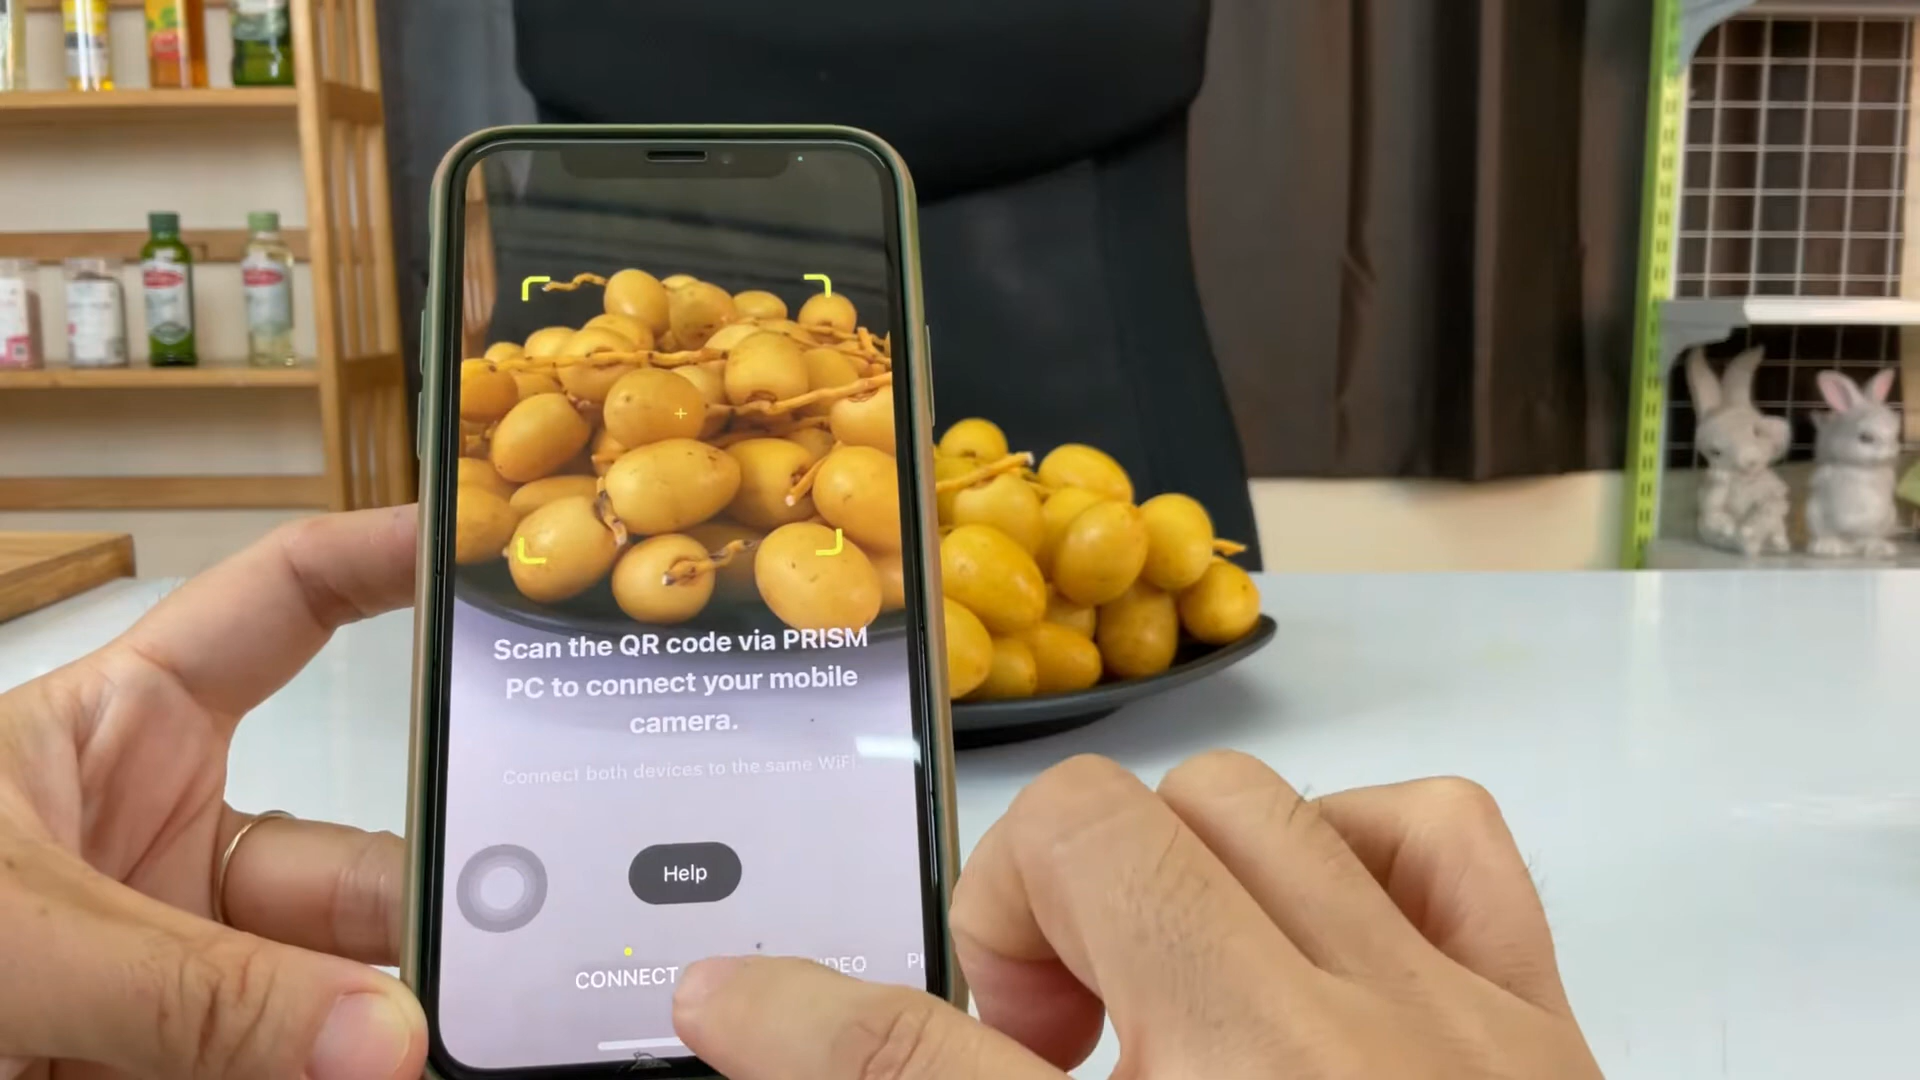 Scan the QR code via PRISM
PC to connect your mobile
camera.
Connect both devices to the same WiFi.
Help
CONNECT